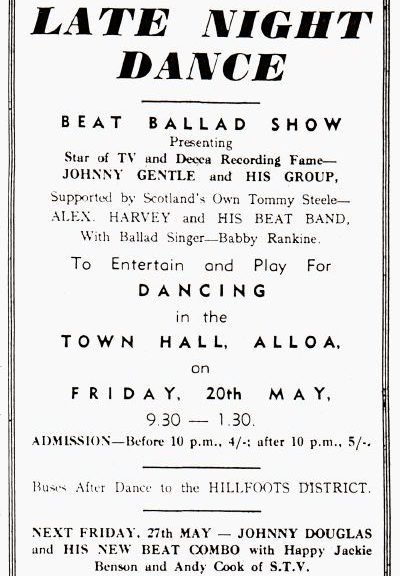 LATE NIGHT
DANCE
BEAT BALLAD SHOW
Presenting
Star of TV and Decca Recording Fame—
JOHNNY GENTLE and HIS GROUP,
Supported by Scotland's Own Tommy Steele—
ALEX. HARVEY and HIS BEAT BAND,
With Ballad Singer—Babby Rankine.
To Entertain and Play For
DANCING
in the
TOWN HALL, ALLOA,
on
FRIDAY, 20th MAY,
9.30 — 1.30.
ADMISSION—Before 10 p.m., 4/-; after 10 p.m., 5/-.
Buses After Dance to the HILLFOOTS DISTRICT.
NEXT FRIDAY, 27th MAY — JOHNNY DOUGLAS
and HIS NEW BEAT COMBO with Happy Jackie
Benson and Andy Cook of S.T.V.